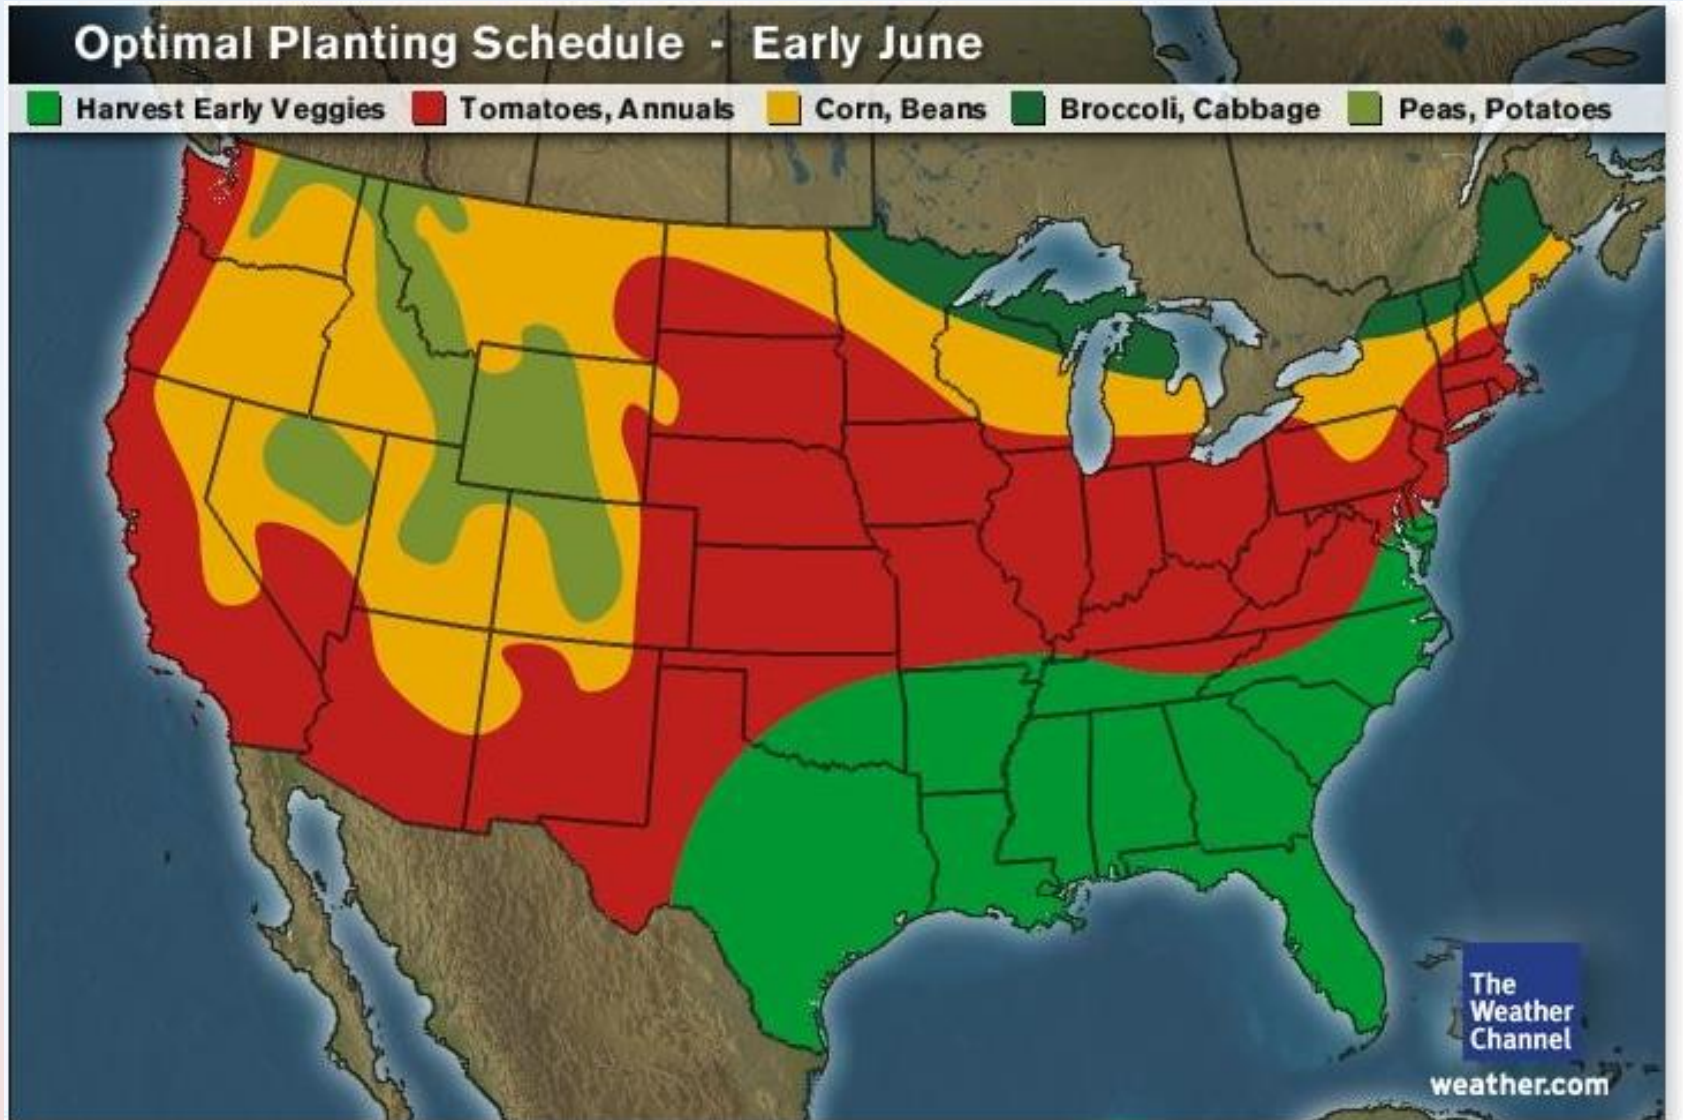 Optimal Planting Schedule - Early June
Harvest Early Veggies Tomatoes, Annuals Corn, Beans Broccoli, Cabbage Peas, Potatoes
The
Weather
Channel
weather.com